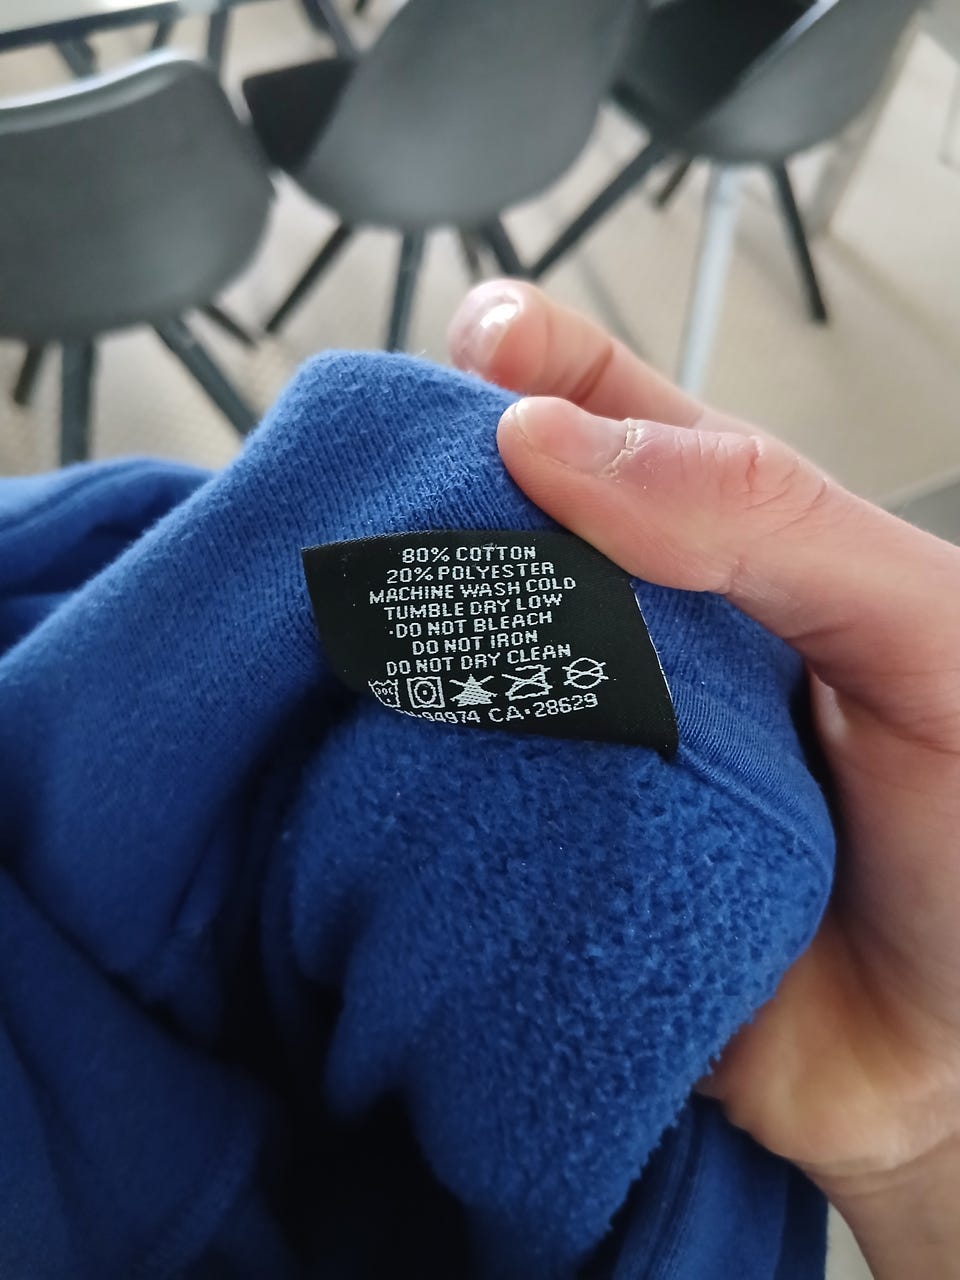 80% COTTON
20% POLYESTER
MACHINE WASH COLD
TUMBLE DRY LOW
·DO NOT BLEACH
DO NOT IRON
DO NOT DRY CLEAN
94974 CA·28629